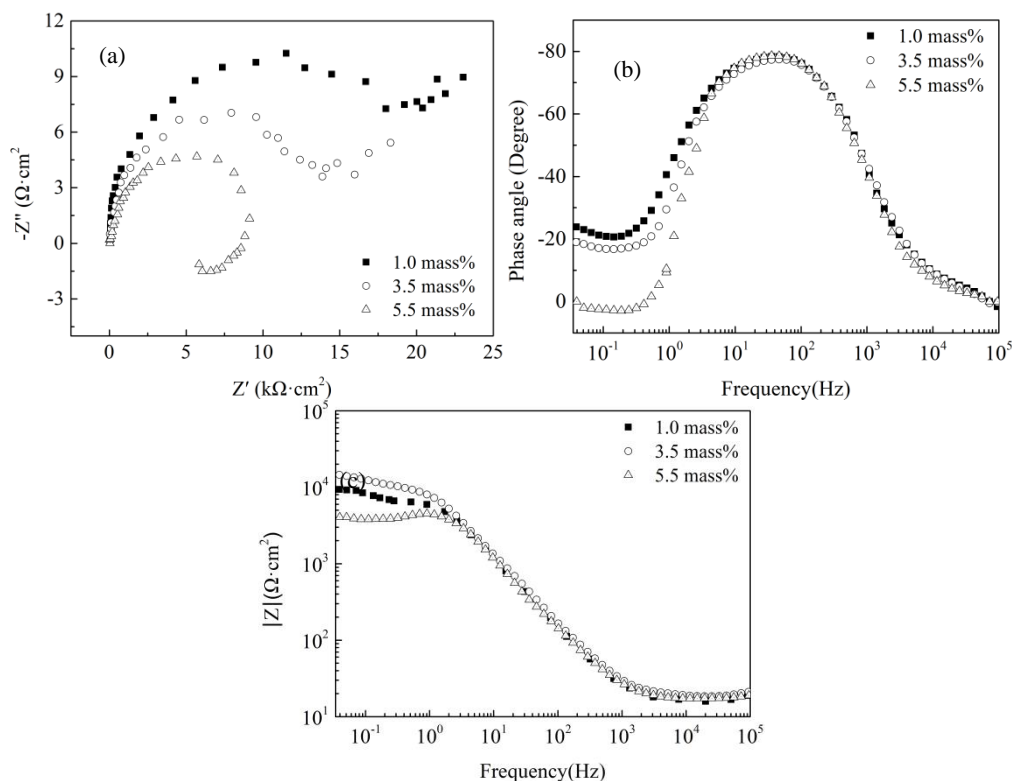 (a)
12
9
6
3
0
-3
-Z" (Ω·cm²)
1.0 mass%
3.5 mass%
5.5 mass%
0 5 10 15 20 25
Z' (kΩ·cm²)
(b)
-80
-60
-40
-20
0
Phase angle (Degree)
1.0 mass%
3.5 mass%
5.5 mass%
10⁻¹ 10⁰ 10¹ 10² 10³ 10⁴ 10⁵
Frequency(Hz)
(c)
10⁵
10⁴
10³
10²
10¹
|Z|(Ω·cm²)
1.0 mass%
3.5 mass%
5.5 mass%
10⁻¹ 10⁰ 10¹ 10² 10³ 10⁴ 10⁵
Frequency(Hz)